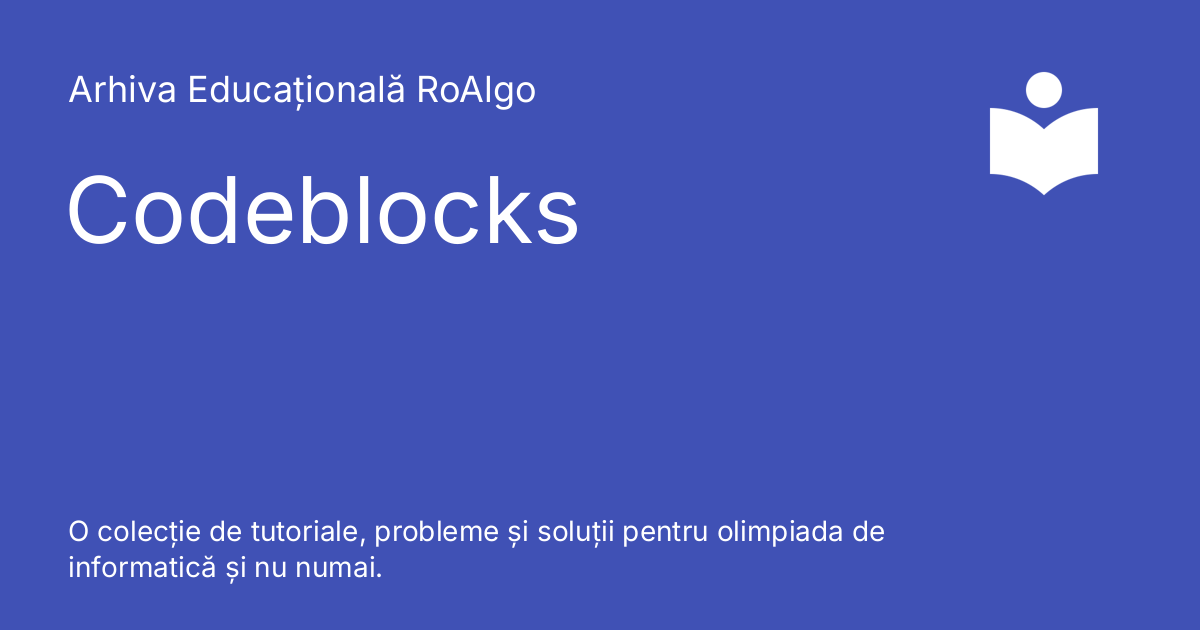 Arhiva Educațională RoAlgo
Codeblocks
O colecție de tutoriale, probleme și soluții pentru olimpiada de
informatică și nu numai.